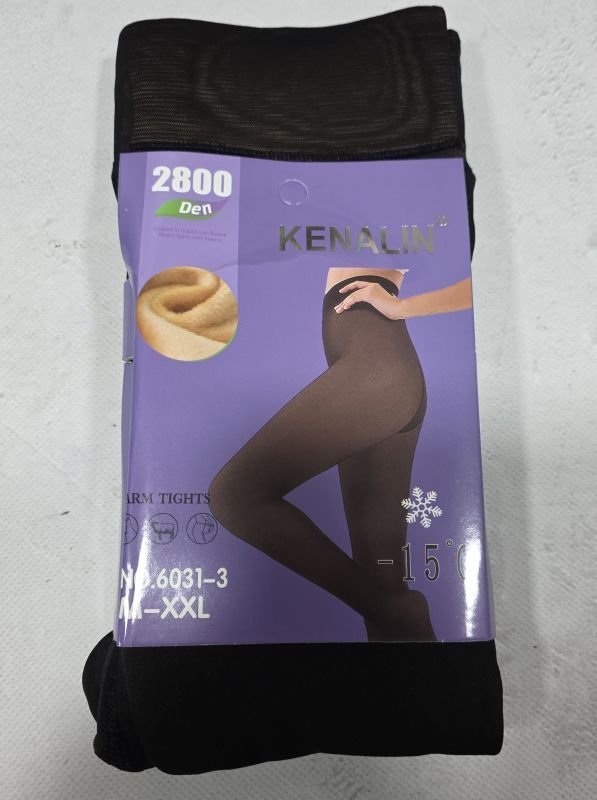 2800
Den
KENALIN®
ARM TIGHTS
NO.6031-3
M-XXL
-15°C